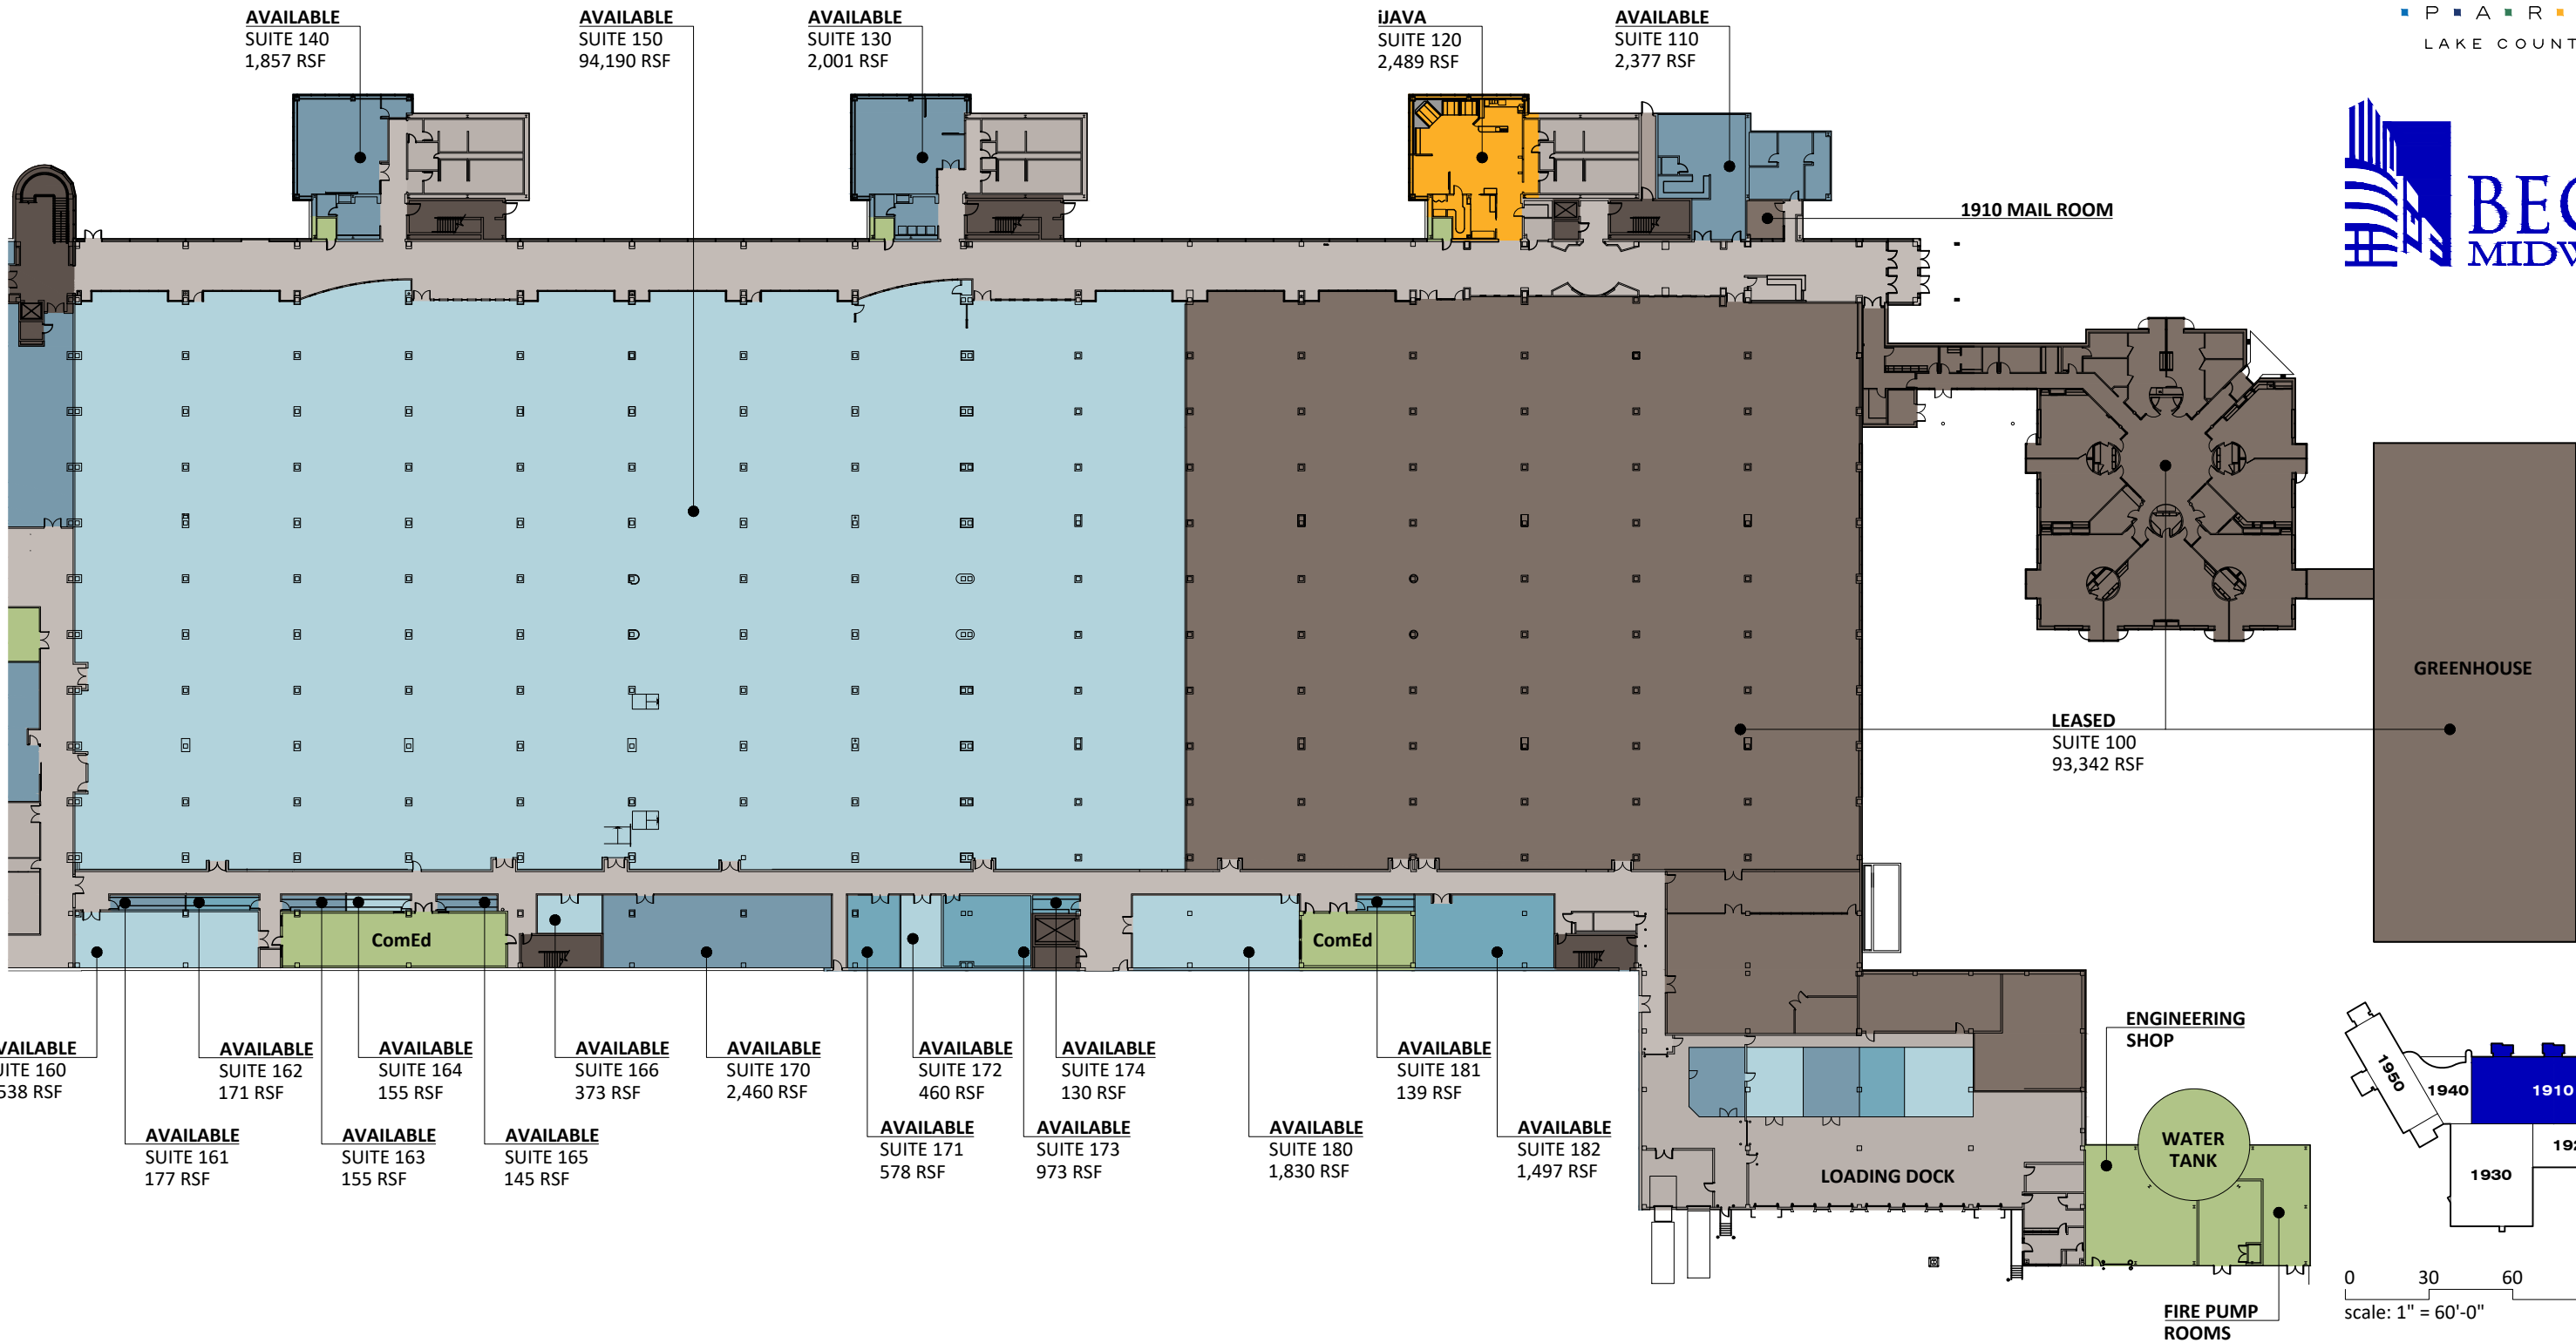 AVAILABLE
SUITE 140
1,857 RSF
AVAILABLE
SUITE 150
94,190 RSF
AVAILABLE
SUITE 130
2,001 RSF
iJAVA
SUITE 120
2,489 RSF
AVAILABLE
SUITE 110
2,377 RSF
P A R
LAKE COUNT
1910 MAIL ROOM
MIDW
GREENHOUSE
LEASED
SUITE 100
93,342 RSF
ComEd
ComEd
VAILABLE
UITE 160
538 RSF
AVAILABLE
SUITE 161
177 RSF
AVAILABLE
SUITE 162
171 RSF
AVAILABLE
SUITE 163
155 RSF
AVAILABLE
SUITE 164
155 RSF
AVAILABLE
SUITE 165
145 RSF
AVAILABLE
SUITE 166
373 RSF
AVAILABLE
SUITE 170
2,460 RSF
AVAILABLE
SUITE 171
578 RSF
AVAILABLE
SUITE 172
460 RSF
AVAILABLE
SUITE 173
973 RSF
AVAILABLE
SUITE 174
130 RSF
AVAILABLE
SUITE 180
1,830 RSF
AVAILABLE
SUITE 181
139 RSF
AVAILABLE
SUITE 182
1,497 RSF
LOADING DOCK
ENGINEERING
SHOP
WATER
TANK
FIRE PUMP
ROOMS
1950
1940
1910
1930
0 30 60
scale: 1" = 60'-0"